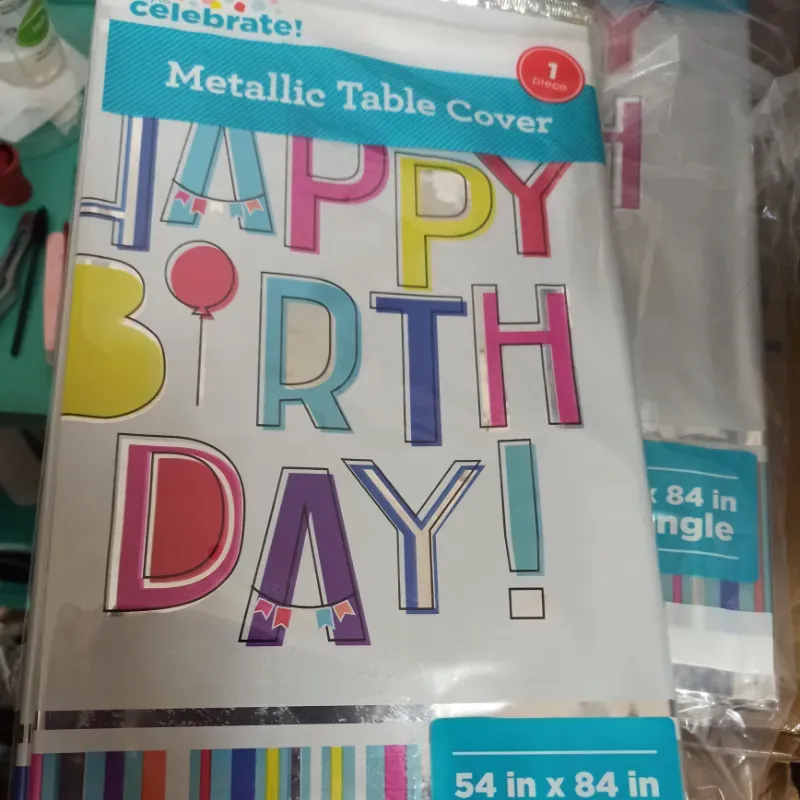 celebrate!
1
piece
Metallic Table Cover
HAPPY
BIRTH
DAY!
54 in x 84 in
H
x 84 in
ngle